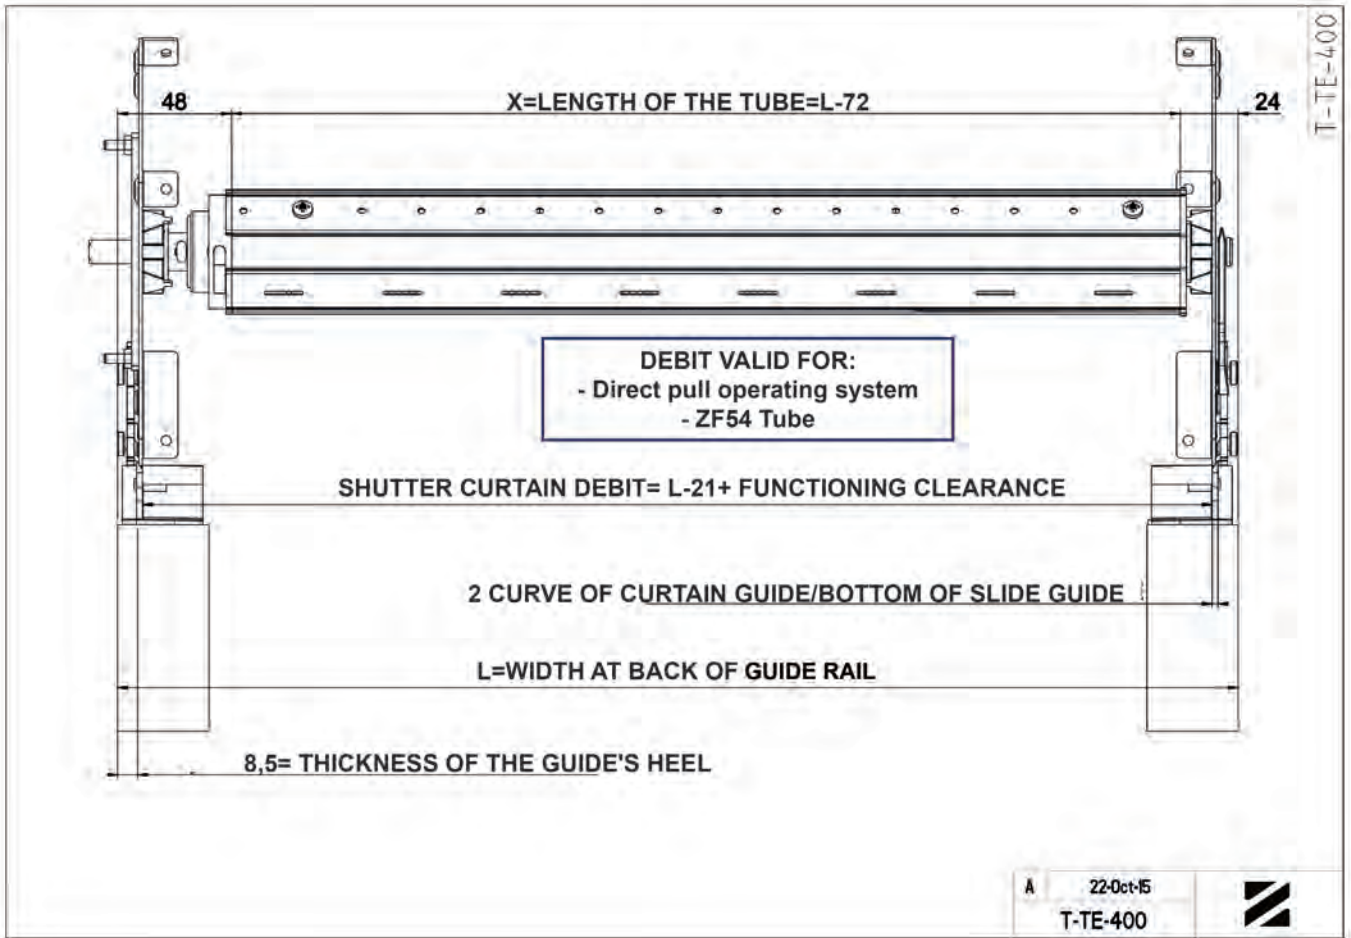 T-TE-400
48
X=LENGTH OF THE TUBE=L-72
24
DEBIT VALID FOR:
- Direct pull operating system
- ZF54 Tube
SHUTTER CURTAIN DEBIT= L-21+ FUNCTIONING CLEARANCE
2 CURVE OF CURTAIN GUIDE/BOTTOM OF SLIDE GUIDE
L=WIDTH AT BACK OF GUIDE RAIL
8,5= THICKNESS OF THE GUIDE'S HEEL
A 22-Oct-15
T-TE-400